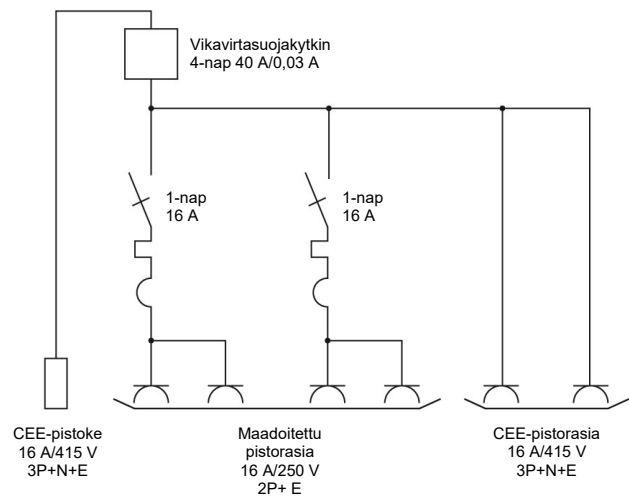 Vikavirtasuojakytkin
4-nap 40 A/0,03 A
1-nap
16 A
1-nap
16 A
CEE-pistoke
16 A/415 V
3P+N+E
Maadoitettu
pistorasia
16 A/250 V
2P+ E
CEE-pistorasia
16 A/415 V
3P+N+E